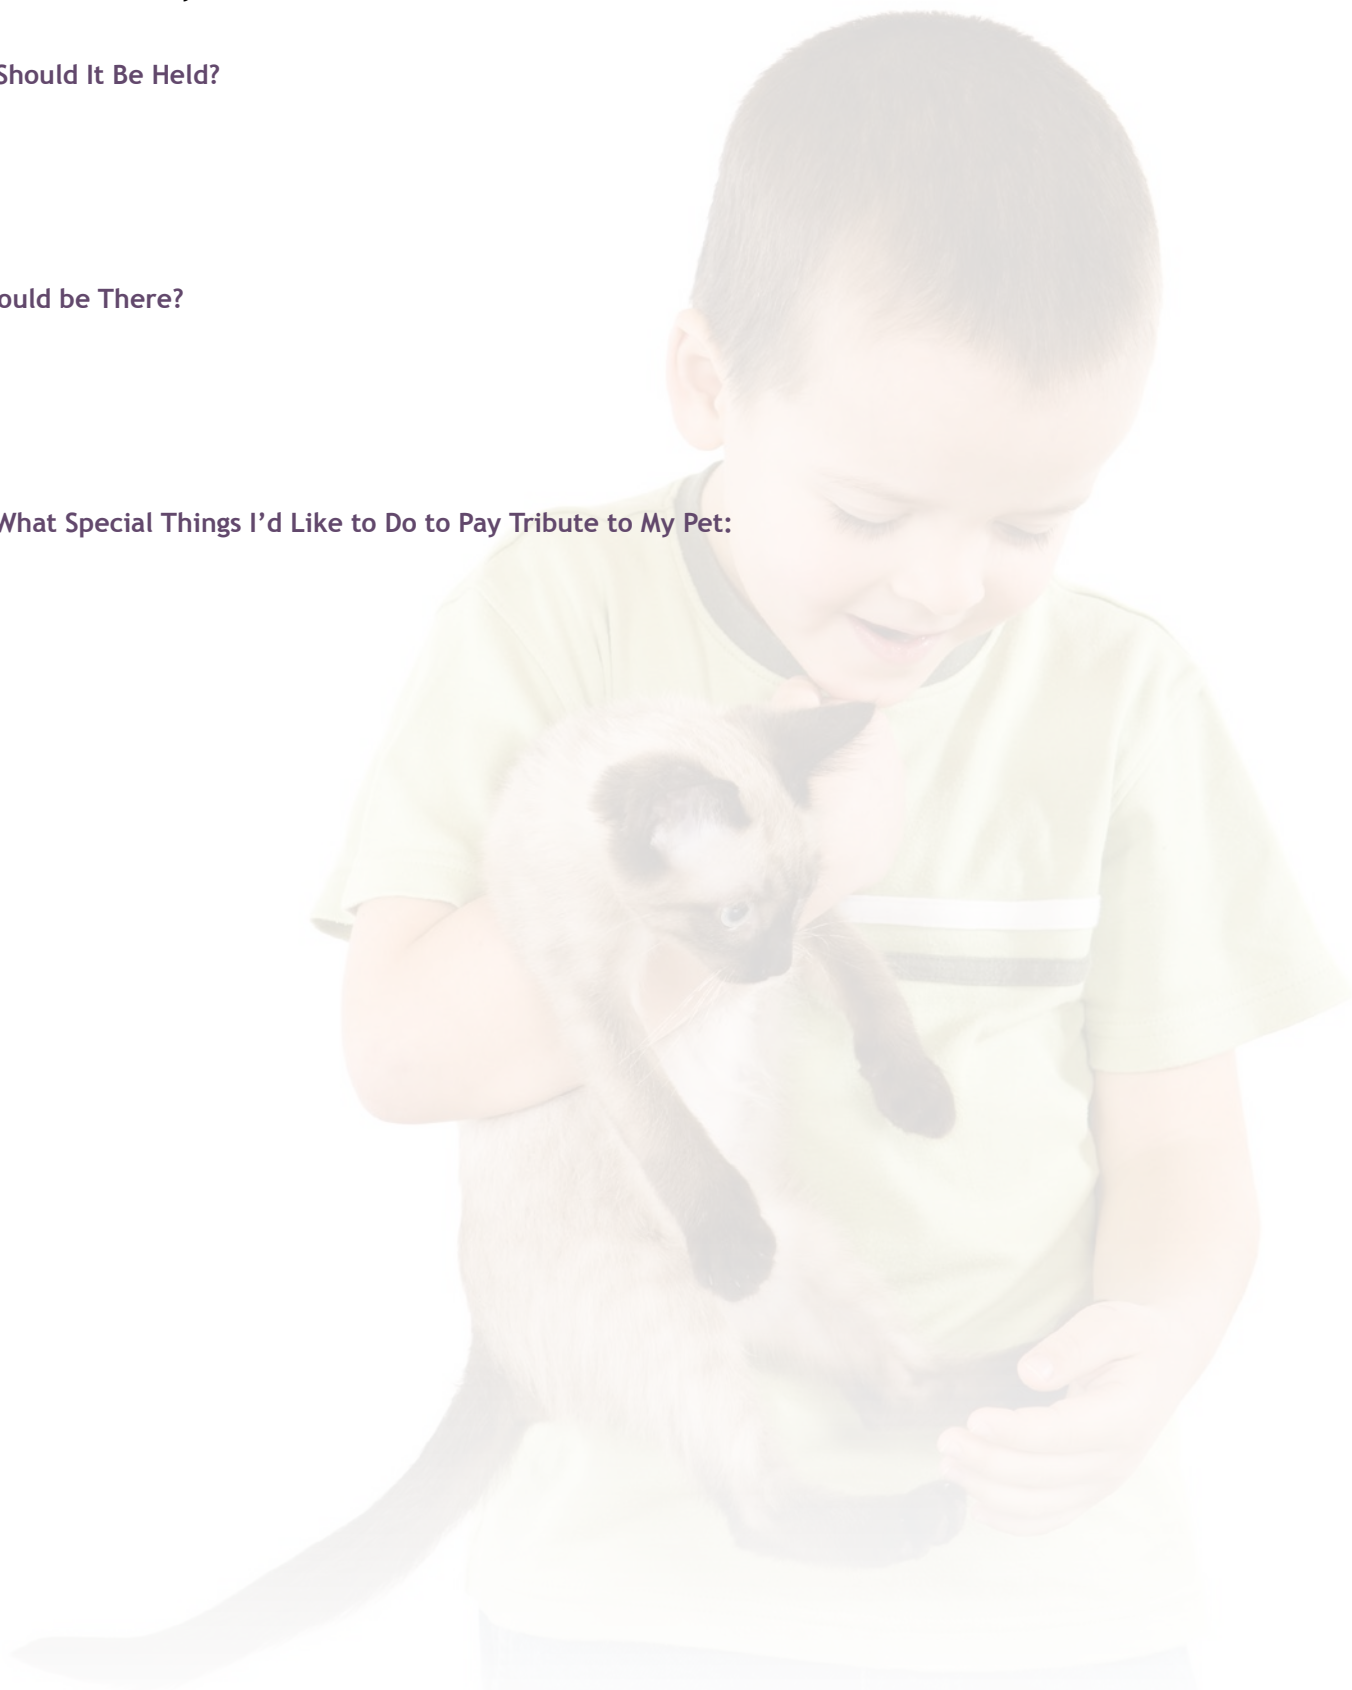 Should It Be Held?
ould be There?
What Special Things I’d Like to Do to Pay Tribute to My Pet: